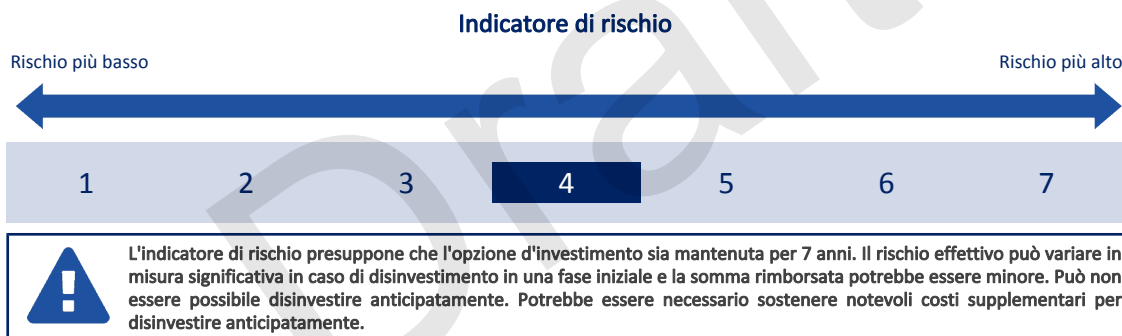 Indicatore di rischio
Rischio più basso Rischio più alto
1 2 3 4 5 6 7
L'indicatore di rischio presuppone che l'opzione d'investimento sia mantenuta per 7 anni. Il rischio effettivo può variare in
misura significativa in caso di disinvestimento in una fase iniziale e la somma rimborsata potrebbe essere minore. Può non
essere possibile disinvestire anticipatamente. Potrebbe essere necessario sostenere notevoli costi supplementari per
disinvestire anticipatamente.
Draft